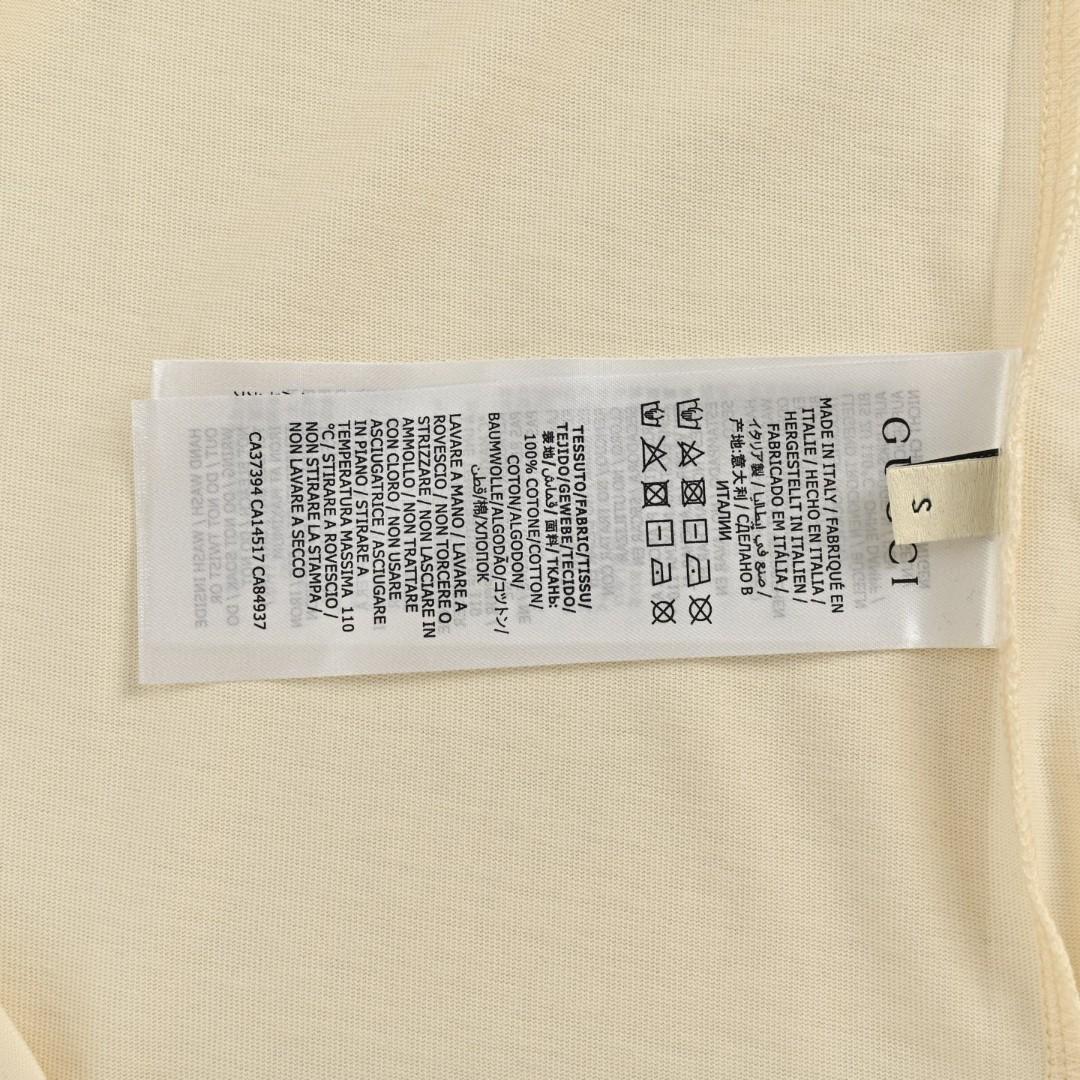 GUCCI
S
MADE IN ITALY / FABRIQUÉ EN
ITALIE / HECHO EN ITALIA /
HERGESTELLT IN ITALIEN /
FABRICADO EM ITÁLIA /
イタリア製 / صنع في إيطاليا /
产地:意大利 / СДЕЛАНО В
ИТАЛИИ
TESSUTO/FABRIC/TISSU/
TEJIDO/GEWEBE/TECIDO/
表地/قماش/面料/ТКАНЬ:
100% COTONE/COTTON/
COTON/ALGODON/
BAUMWOLLE/ALGODÃO/コットン/
قطن/棉/ХЛОПОК
LAVARE A MANO / LAVARE A
ROVESCIO / NON TORCERE O
STRIZZARE / NON LASCIARE IN
AMMOLLO / NON TRATTARE
CON CLORO / NON USARE
ASCIUGATRICE / ASCIUGARE
IN PIANO / STIRARE A
TEMPERATURA MASSIMA 110
°C / STIRARE A ROVESCIO /
NON STIRARE LA STAMPA /
NON LAVARE A SECCO
CA37394 CA14517 CA84937